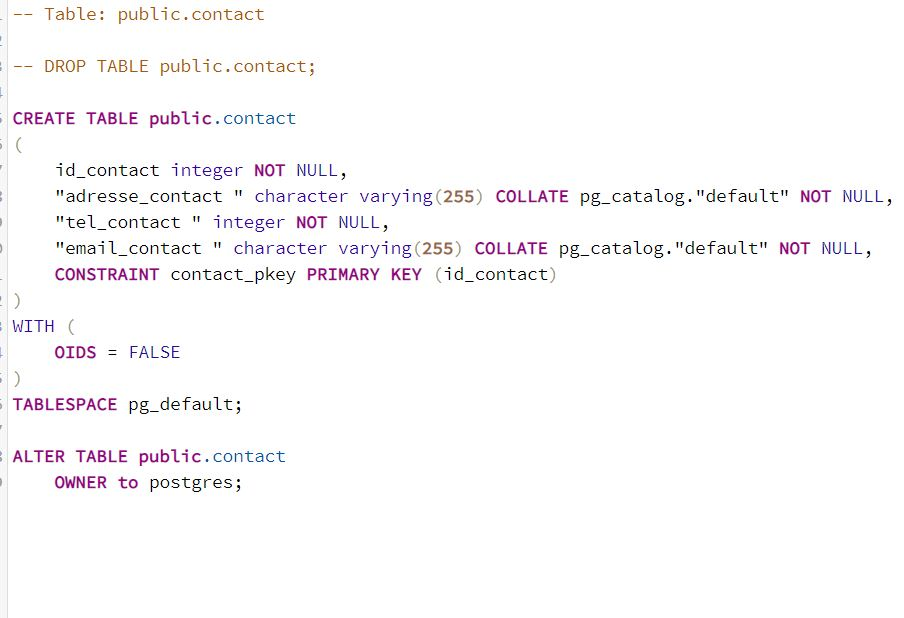 -- Table: public.contact
-- DROP TABLE public.contact;
CREATE TABLE public.contact
(
    id_contact integer NOT NULL,
    "adresse_contact " character varying(255) COLLATE pg_catalog."default" NOT NULL,
    "tel_contact " integer NOT NULL,
    "email_contact " character varying(255) COLLATE pg_catalog."default" NOT NULL,
    CONSTRAINT contact_pkey PRIMARY KEY (id_contact)
)
WITH (
    OIDS = FALSE
)
TABLESPACE pg_default;
ALTER TABLE public.contact
    OWNER to postgres;